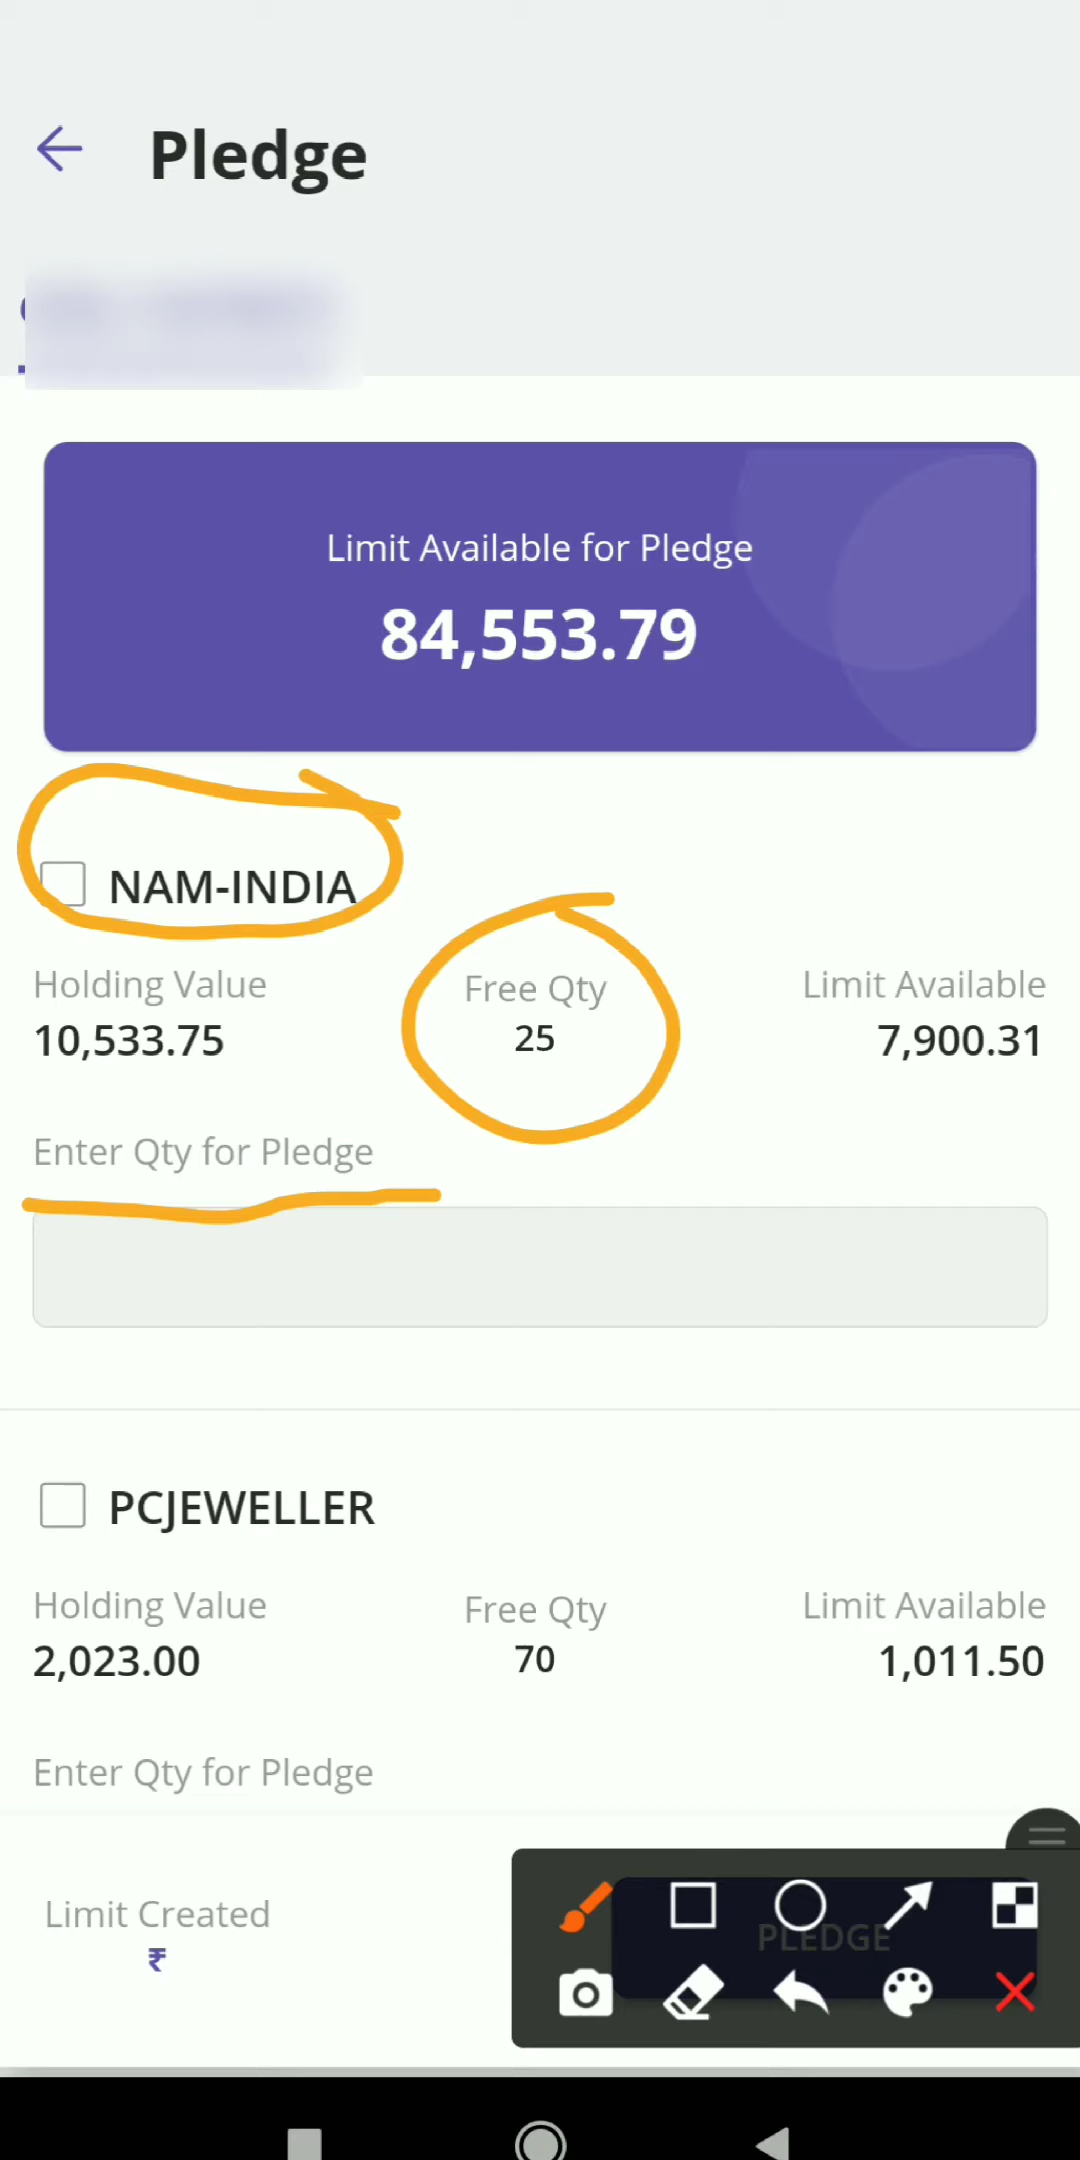 Pledge
Limit Available for Pledge
84,553.79
NAM-INDIA
Holding Value Free Qty Limit Available
10,533.75 25 7,900.31
Enter Qty for Pledge
PCJEWELLER
Holding Value Free Qty Limit Available
2,023.00 70 1,011.50
Enter Qty for Pledge
Limit Created
₹
PLEDGE